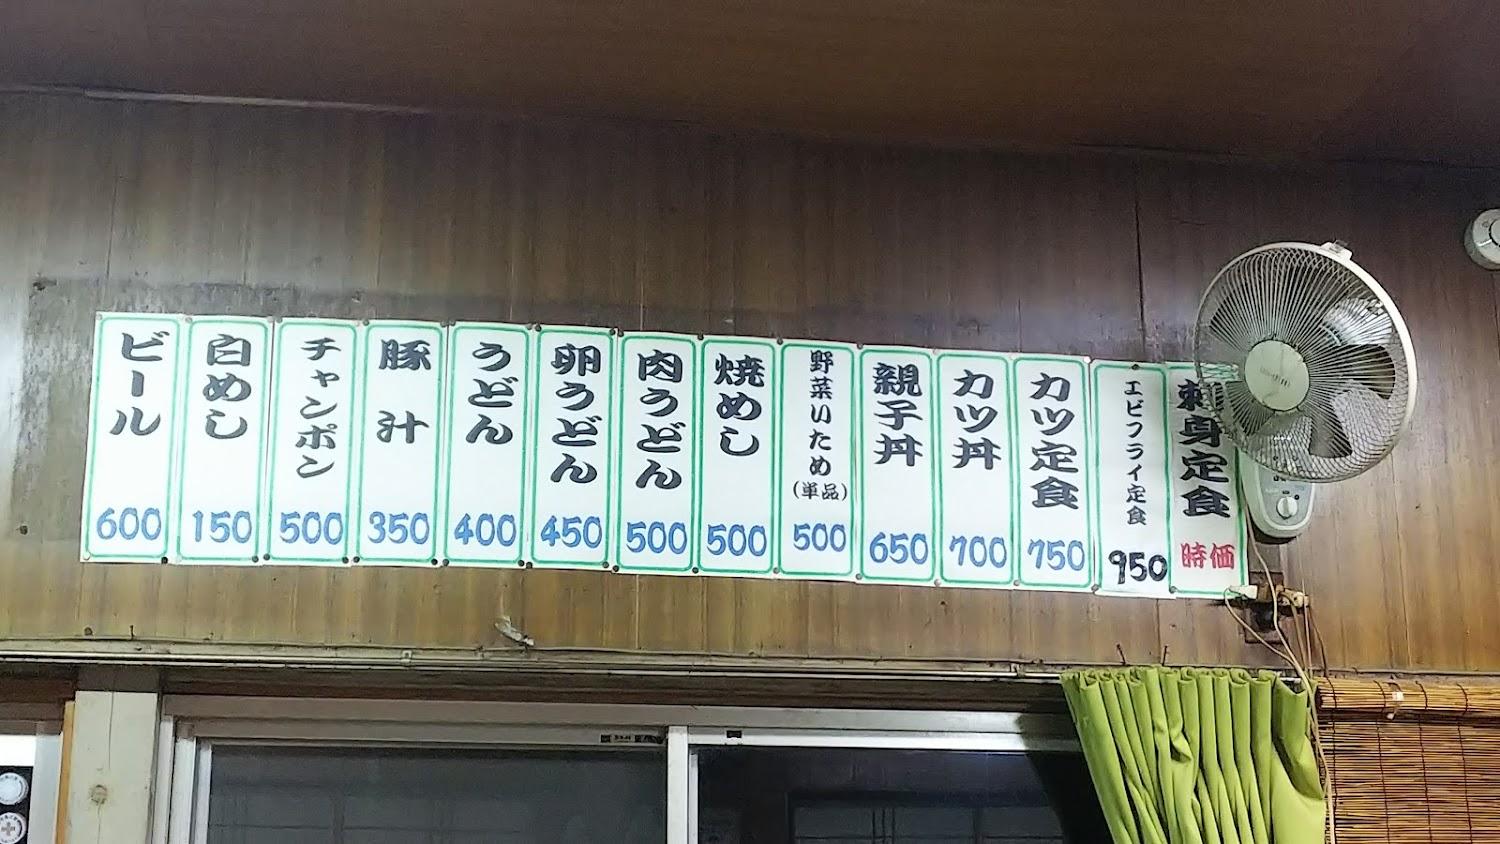 ビール
600
白めし
150
チャンポン
500
豚汁
350
うどん
400
卵うどん
450
肉うどん
500
焼めし
500
野菜いため
(単品)
500
親子丼
650
カツ丼
700
カツ定食
750
エビフライ定食
950
刺身定食
時価